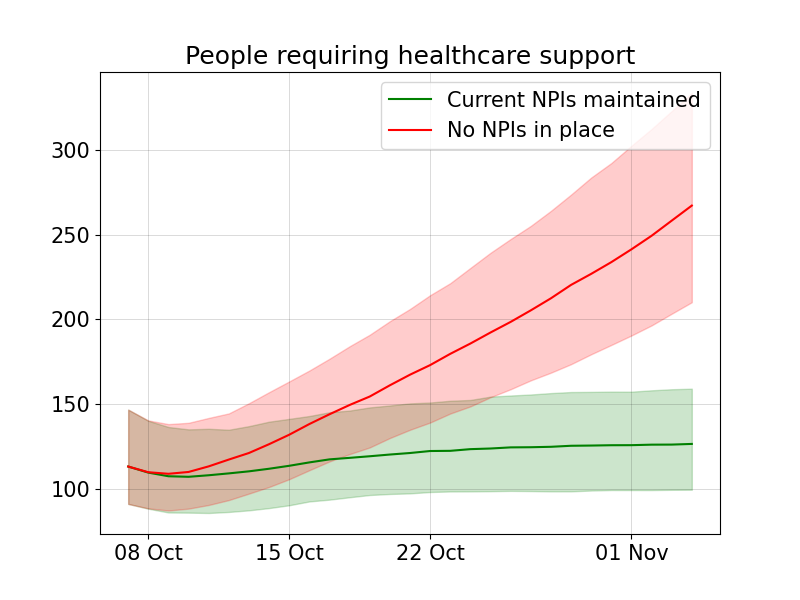 People requiring healthcare support
Current NPIs maintained
No NPIs in place
300
250
200
150
100
08 Oct
15 Oct
22 Oct
01 Nov